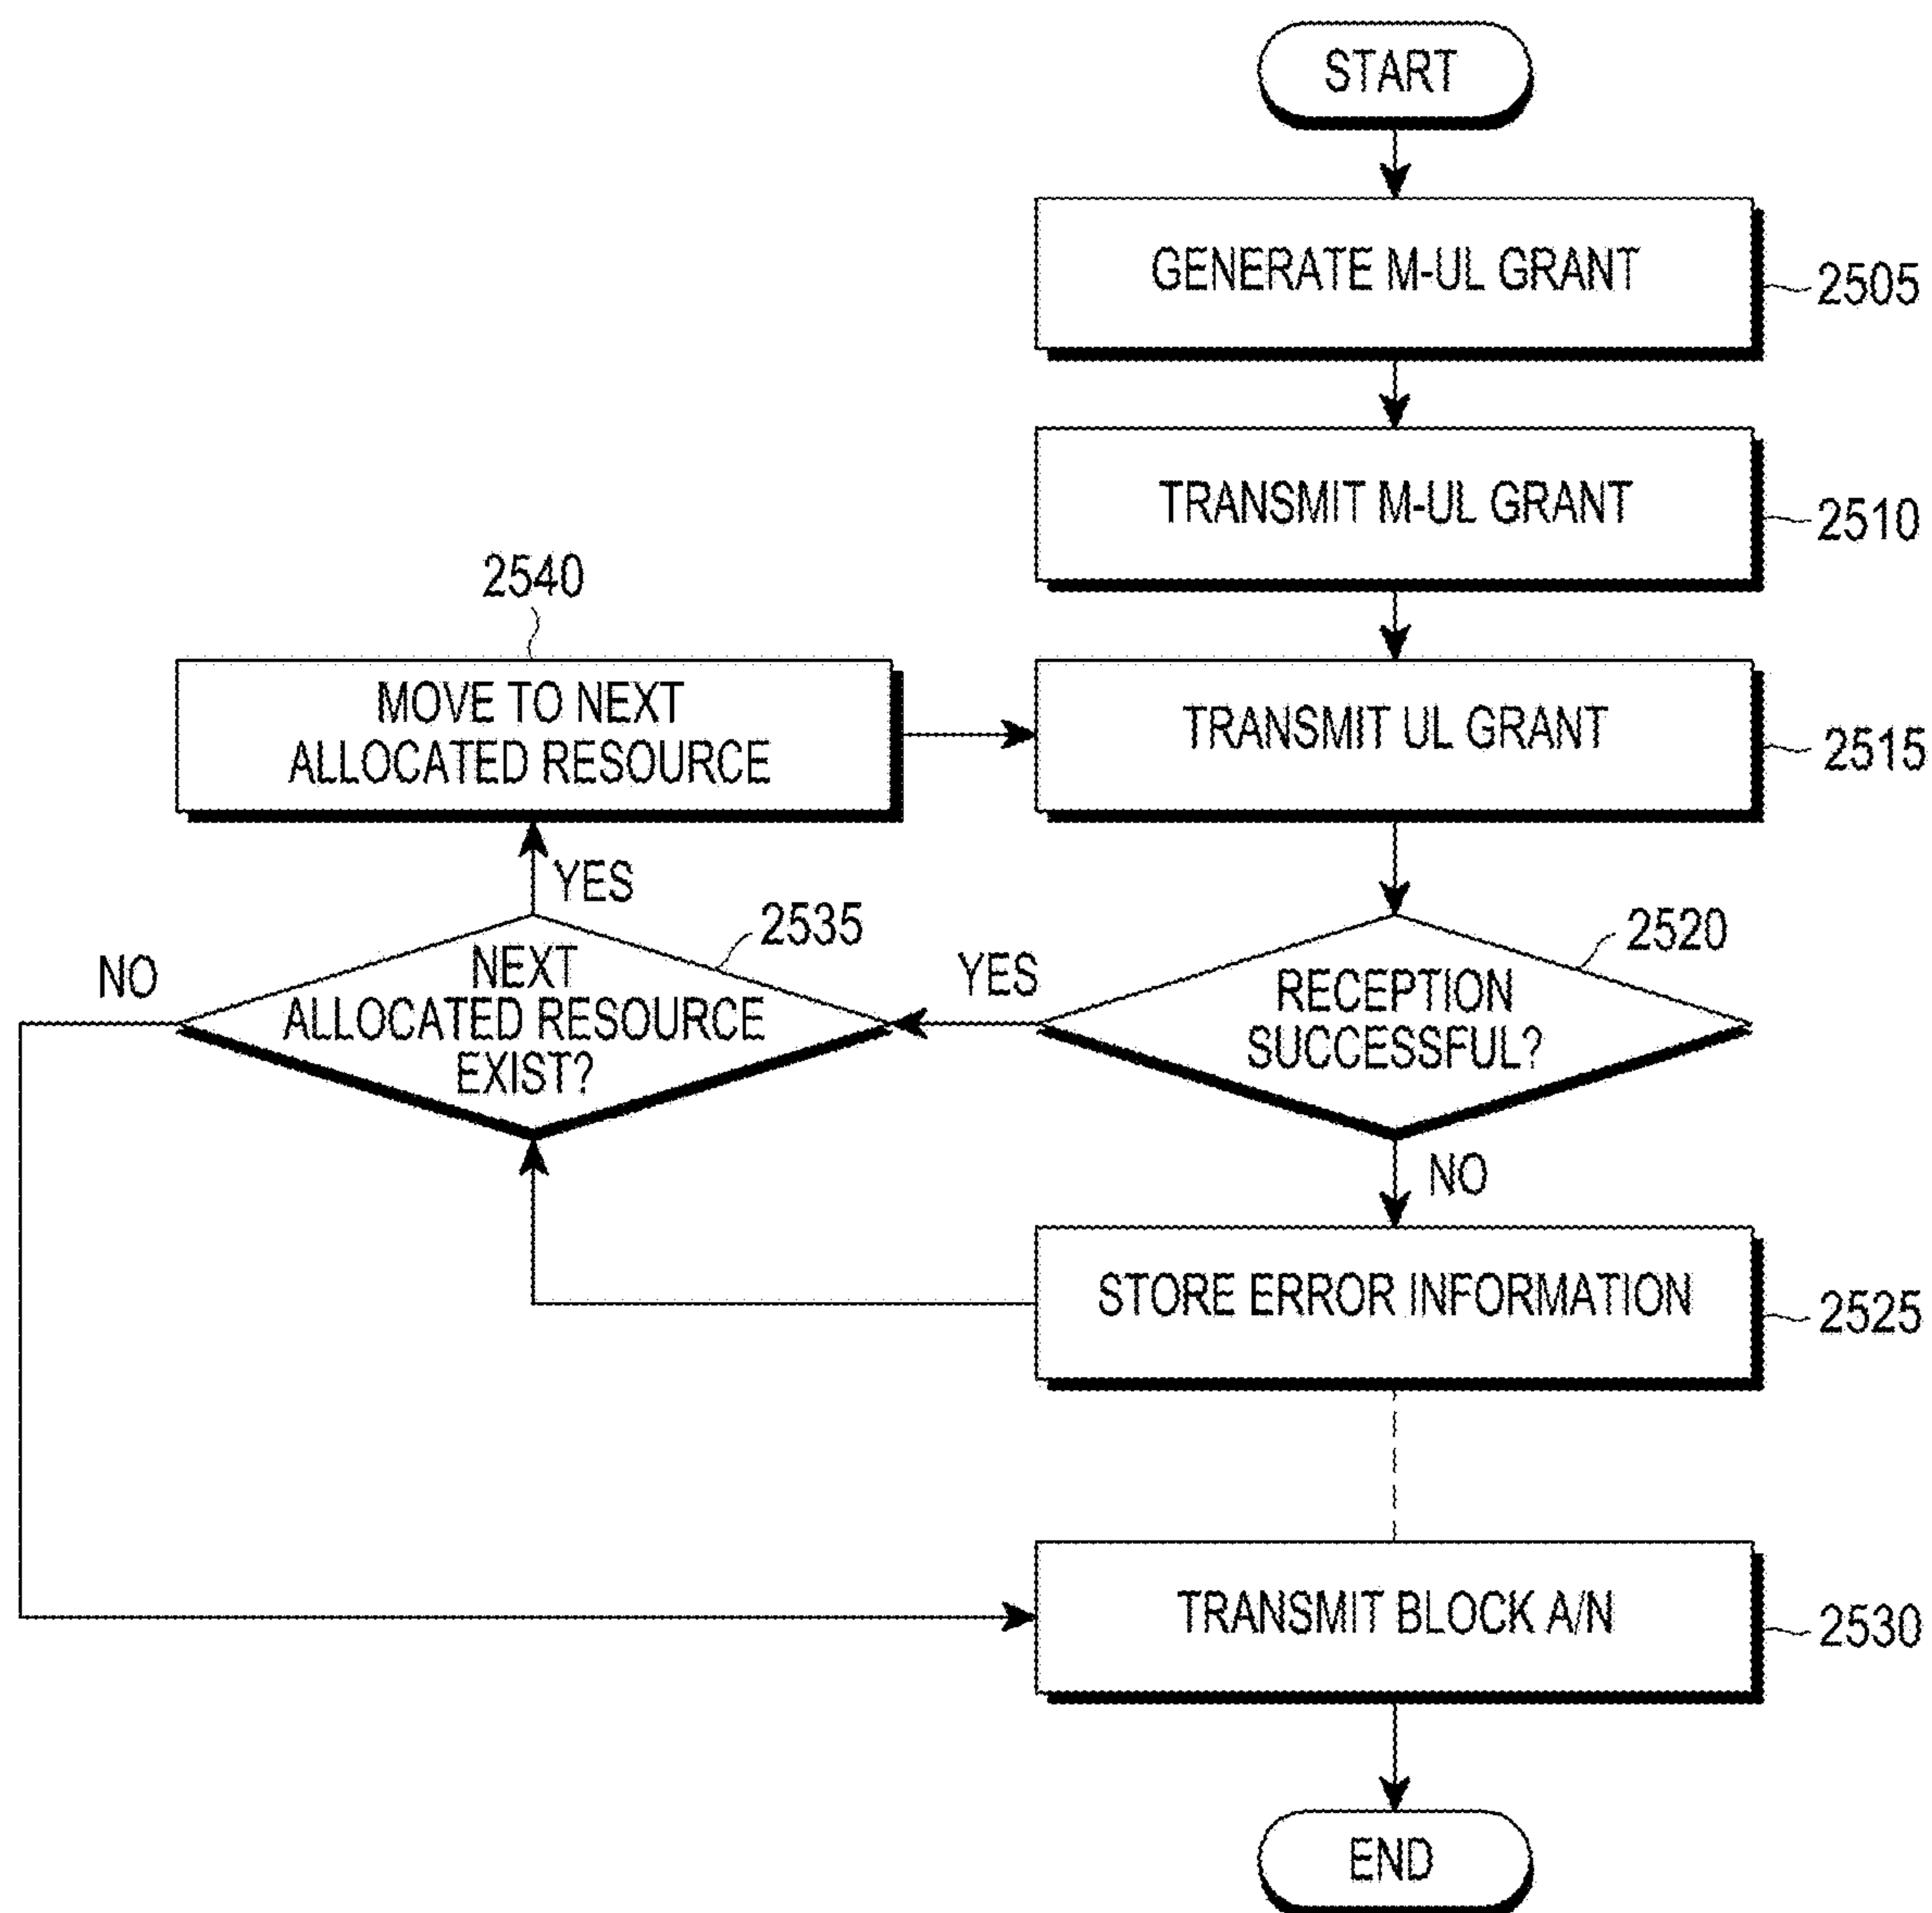 START
GENERATE M-UL GRANT
2505
TRANSMIT M-UL GRANT
2510
2540
MOVE TO NEXT
ALLOCATED RESOURCE
TRANSMIT UL GRANT
2515
YES
2535
2520
NO
NEXT
ALLOCATED RESOURCE
EXIST?
YES
RECEPTION
SUCCESSFUL?
NO
STORE ERROR INFORMATION
2525
TRANSMIT BLOCK A/N
2530
END